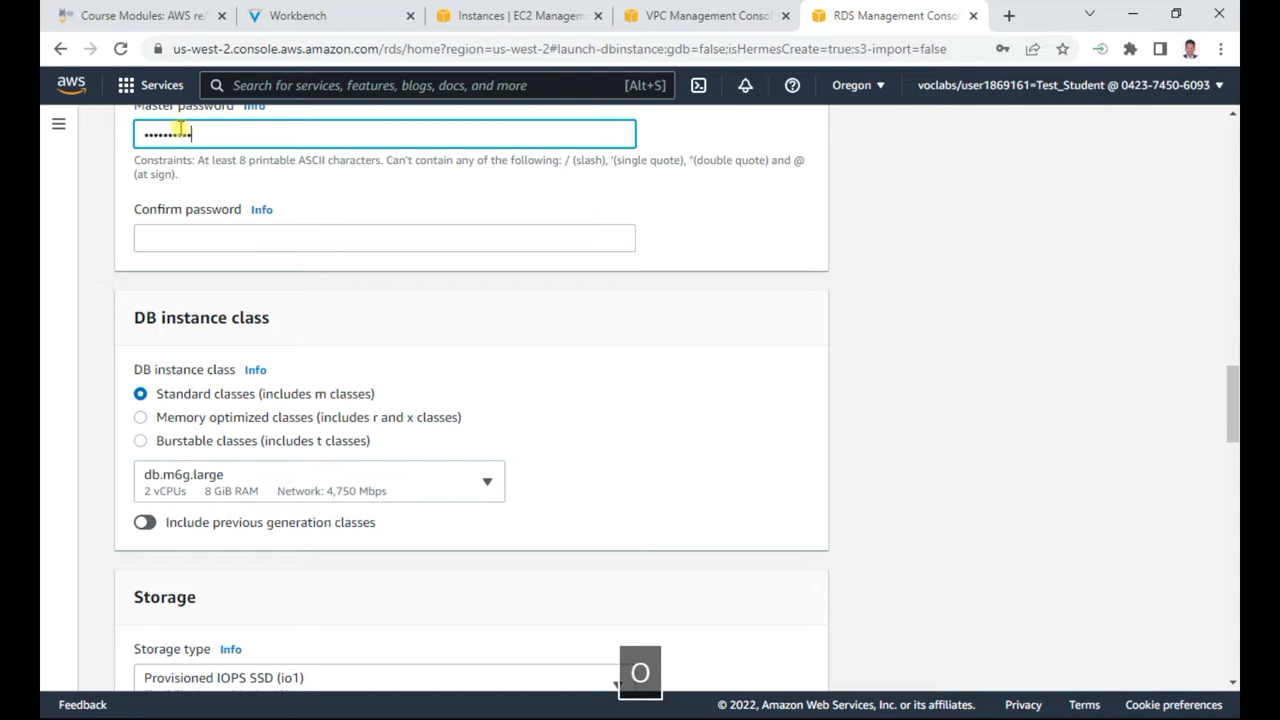 Course Modules: AWS re/
Workbench
Instances | EC2 Managem
VPC Management Conso
RDS Management Conso
us-west-2.console.aws.amazon.com/rds/home?region=us-west-2#launch-dbinstance:gdb=false;isHermesCreate=true;s3-import=false
aws
Services
Search for services, features, blogs, docs, and more
[Alt+S]
Oregon
voclabs/user1869161=Test_Student @ 0423-7450-6093
Master password Info
••••••••••
Constraints: At least 8 printable ASCII characters. Can't contain any of the following: / (slash), '(single quote), "(double quote) and @
(at sign).
Confirm password Info
DB instance class
DB instance class Info
Standard classes (includes m classes)
Memory optimized classes (includes r and x classes)
Burstable classes (includes t classes)
db.m6g.large
2 vCPUs 8 GiB RAM Network: 4,750 Mbps
Include previous generation classes
Storage
Storage type Info
Provisioned IOPS SSD (io1)
O
Feedback
© 2022, Amazon Web Services, Inc. or its affiliates.
Privacy
Terms
Cookie preferences